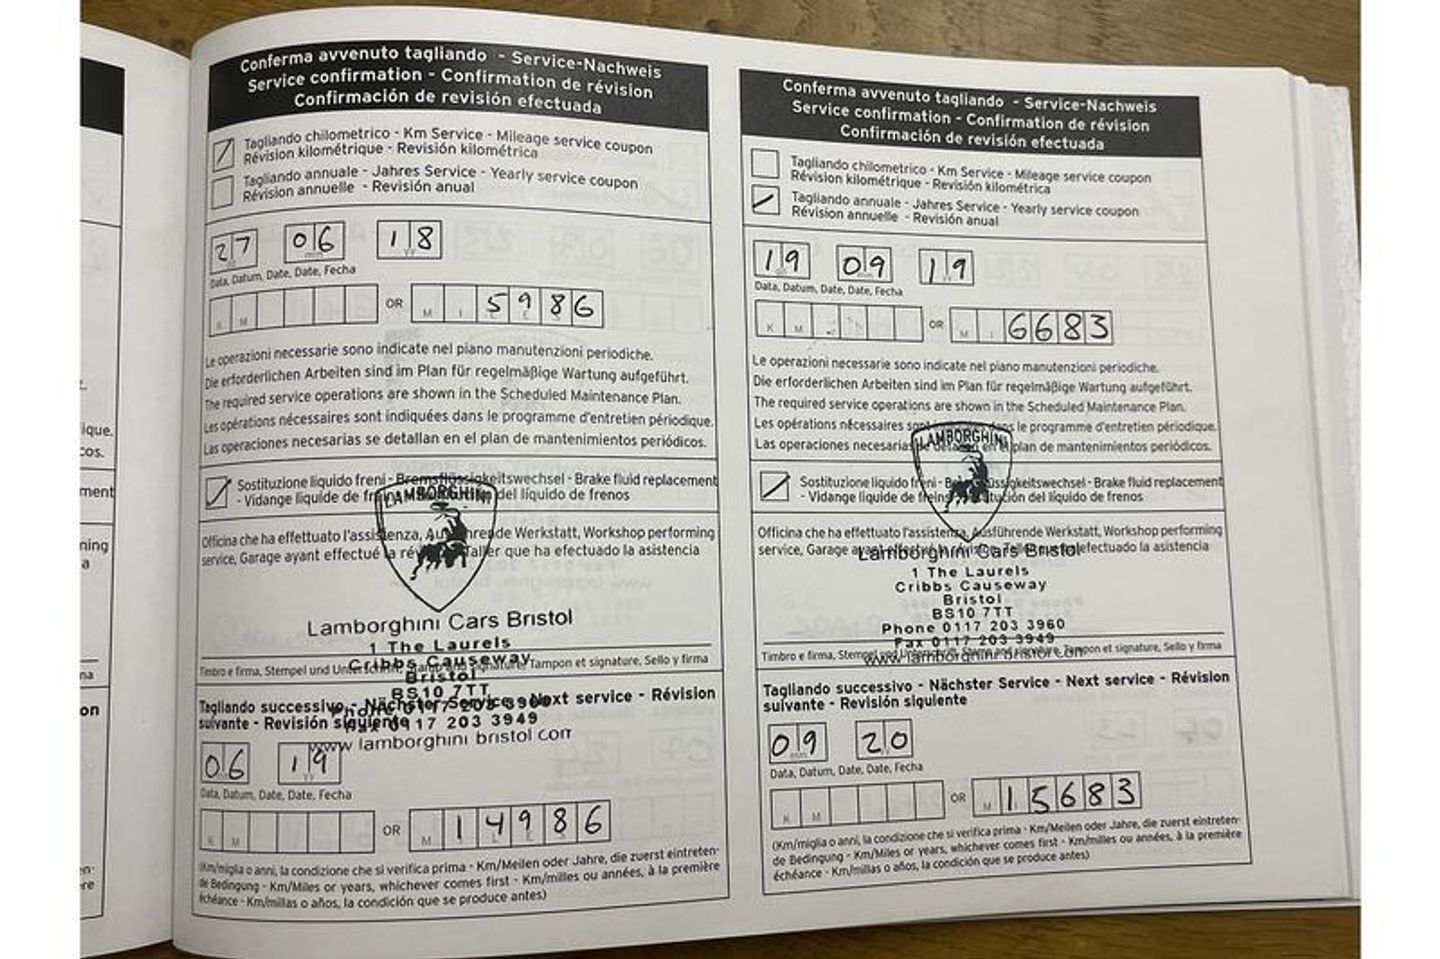 Conferma avvenuto tagliando - Service-Nachweis
Service confirmation - Confirmation de révision
Confirmación de revisión efectuada
Tagliando chilometrico - Km Service - Mileage service coupon
Révision kilométrique - Revisión kilométrica
Tagliando annuale - Jahres Service - Yearly service coupon
Révision annuelle - Revisión anual
27 06 18
Data, Datum, Date, Date, Fecha
K M OR M I 5986
Le operazioni necessarie sono indicate nel piano manutenzioni periodiche.
Die erforderlichen Arbeiten sind im Plan für regelmäßige Wartung aufgeführt.
The required service operations are shown in the Scheduled Maintenance Plan.
Les opérations nécessaires sont indiquées dans le programme d'entretien périodique.
Las operaciones necesarias se detallan en el plan de mantenimientos periódicos.
Sostituzione liquido freni - Bremsflüssigkeitswechsel - Brake fluid replacement
- Vidange liquide de del líquido de frenos
LAMBORGHINI
Officina che ha effettuato l'assistenza, Ausführende Werkstatt, Workshop performing
service, Garage ayant effectué la que ha efectuado la asistencia
Lamborghini Cars Bristol
1 The Laurels
Cribbs Causeway
Timbro e firma, Stempel und Tampon et signature, Sello y firma
Bristol
BS10 7TT
Tagliando successivo - Nächster Service - Next service - Révision
Phone 0117 203 3960
suivante - Revisión siguiente
Fax 0117 203 3949
www lamborghini bristol com
06 19
Data, Datum, Date, Date, Fecha
K M OR M 14986
(Km/miglia o anni, la condizione che si verifica prima - Km/Meilen oder Jahre, die zuerst eintreten-
de Bedingung - Km/Miles or years, whichever comes first - Km/milles ou années, à la première
échéance - Km/millas o años, la condición que se produce antes)
Conferma avvenuto tagliando - Service-Nachweis
Service confirmation - Confirmation de révision
Confirmación de revisión efectuada
Tagliando chilometrico - Km Service - Mileage service coupon
Révision kilométrique - Revisión kilométrica
Tagliando annuale - Jahres Service - Yearly service coupon
Révision annuelle - Revisión anual
19 09 19
Data, Datum, Date, Date, Fecha
K M OR M I 6683
Le operazioni necessarie sono indicate nel piano manutenzioni periodiche.
Die erforderlichen Arbeiten sind im Plan für regelmäßige Wartung aufgeführt.
The required service operations are shown in the Scheduled Maintenance Plan.
Les opérations nécessaires le programme d'entretien périodique.
Las operaciones necesarias plan de mantenimientos periódicos.
LAMBORGHINI
Sostituzione liquido freni - Brake fluid replacement
- Vidange liquide de freins del líquido de frenos
Officina che ha effettuato l'assistenza, Ausführende Werkstatt, Workshop performing
service, Garage efectuado la asistencia
Lamborghini Cars Bristol
1 The Laurels
Cribbs Causeway
Bristol
BS10 7TT
Phone 0117 203 3960
Fax 0117 203 3949
Timbro e firma, Stempel Tampon et signature, Sello y firma
www lamborghini bristol com
Tagliando successivo - Nächster Service - Next service - Révision
suivante - Revisión siguiente
09 20
Data, Datum, Date, Date, Fecha
K M OR M 15683
(Km/miglia o anni, la condizione che si verifica prima - Km/Meilen oder Jahre, die zuerst eintreten-
de Bedingung - Km/Miles or years, whichever comes first - Km/milles ou années, à la première
échéance - Km/millas o años, la condición que se produce antes)